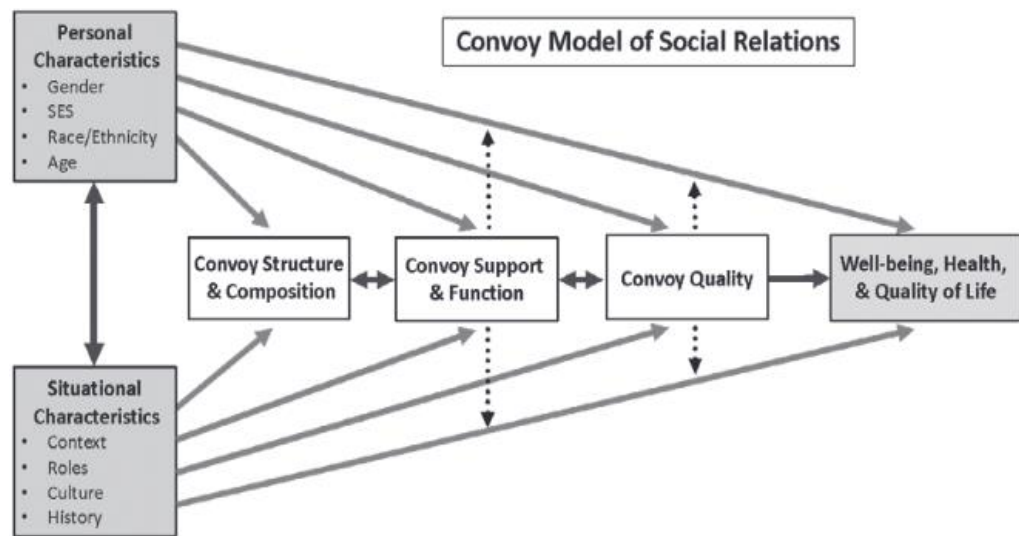 Personal
Characteristics
• Gender
• SES
• Race/Ethnicity
• Age
Convoy Model of Social Relations
Convoy Structure
& Composition
Convoy Support
& Function
Convoy Quality
Well-being, Health,
& Quality of Life
Situational
Characteristics
• Context
• Roles
• Culture
• History